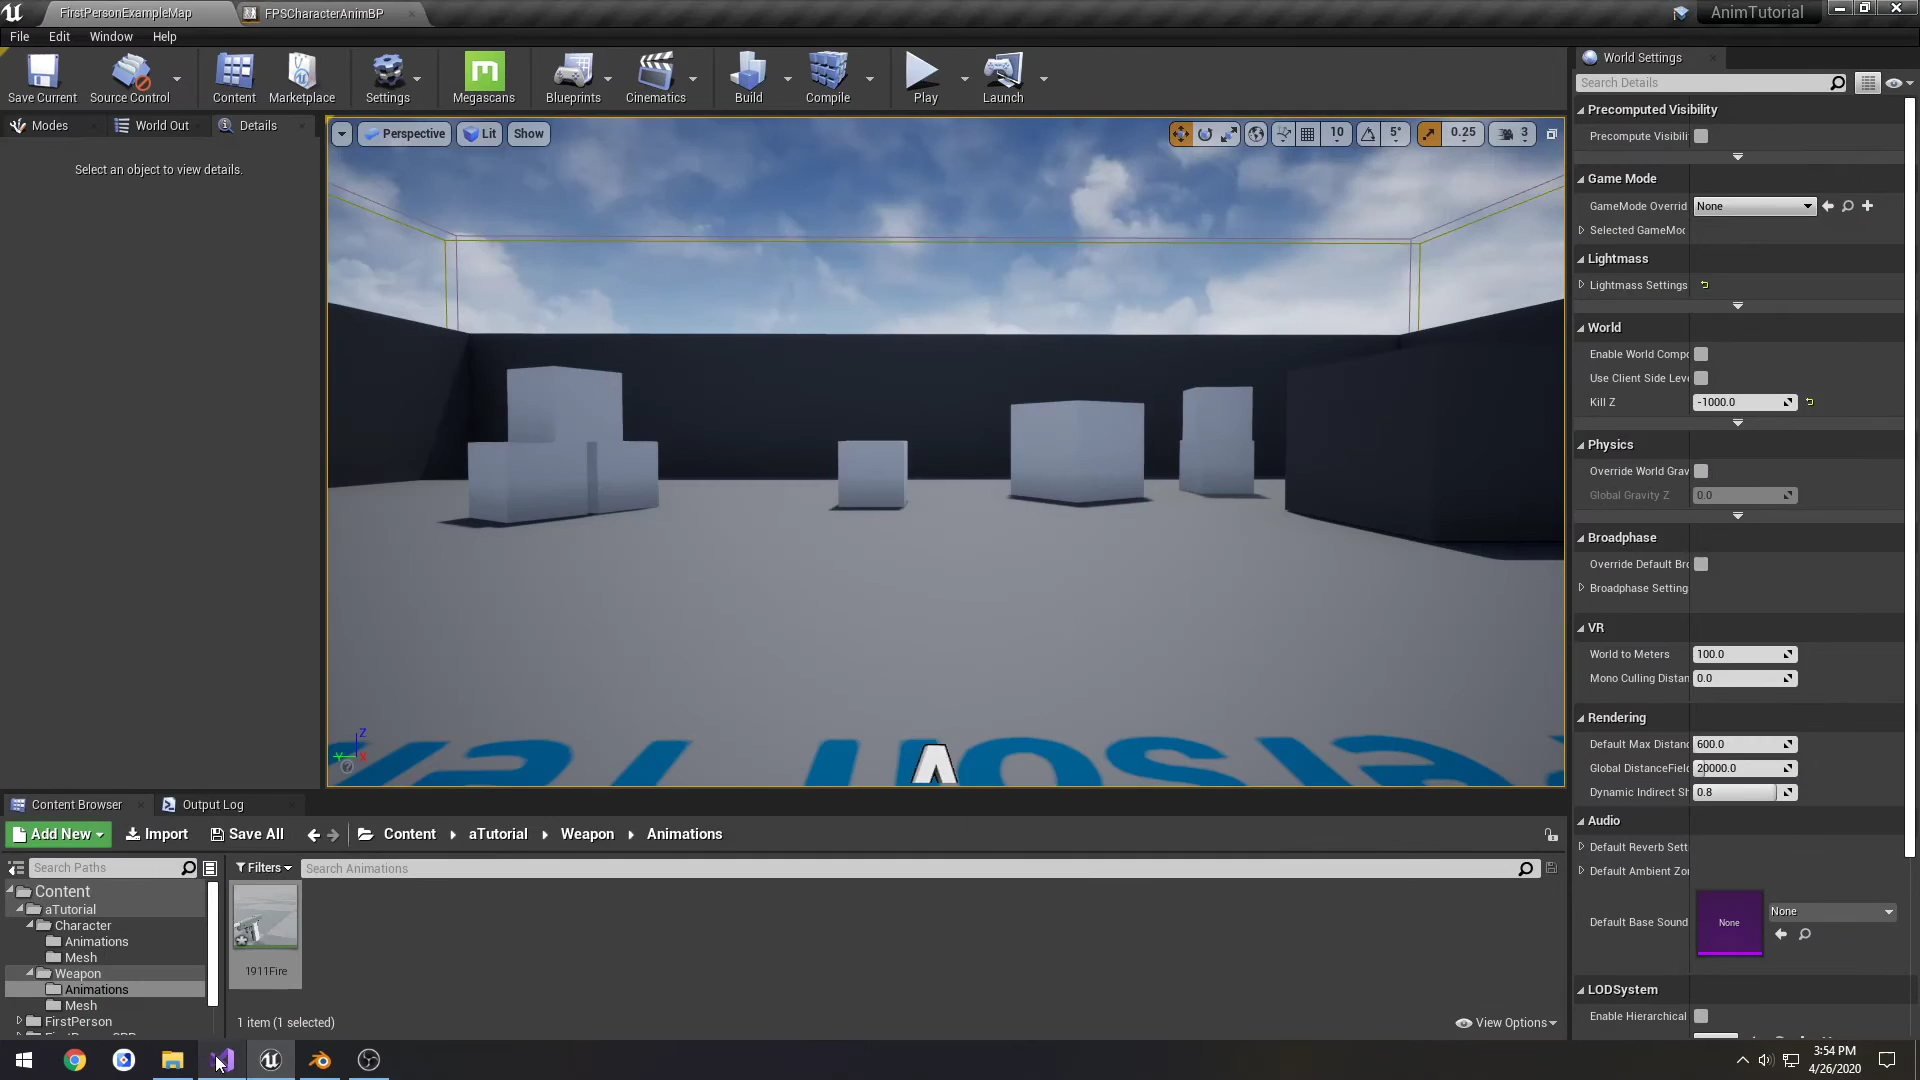 FirstPersonExampleMap
FPSCharacterAnimBP
AnimTutorial
File Edit Window Help
Save Current
Source Control
Content
Marketplace
Settings
Megascans
Blueprints
Cinematics
Build
Compile
Play
Launch
Modes
World Out
Details
Select an object to view details.
Perspective
Lit
Show
10
5°
0.25
3
Z
Y
X
World Settings
Search Details
Precomputed Visibility
Precompute Visibili
Game Mode
GameMode Overrid
None
Selected GameMod
Lightmass
Lightmass Settings
World
Enable World Compo
Use Client Side Leve
Kill Z
-1000.0
Physics
Override World Grav
Global Gravity Z
0.0
Broadphase
Override Default Bro
Broadphase Setting
VR
World to Meters
100.0
Mono Culling Distan
0.0
Rendering
Default Max Distanc
600.0
Global DistanceField
20000.0
Dynamic Indirect Sh
0.8
Audio
Default Reverb Sett
Default Ambient Zon
Default Base Sound
None
None
LODSystem
Enable Hierarchical
Content Browser
Output Log
Add New
Import
Save All
Content
aTutorial
Weapon
Animations
Search Paths
Filters
Search Animations
Content
aTutorial
Character
Animations
Mesh
Weapon
Animations
Mesh
FirstPerson
1911Fire
1 item (1 selected)
View Options
3:54 PM
4/26/2020